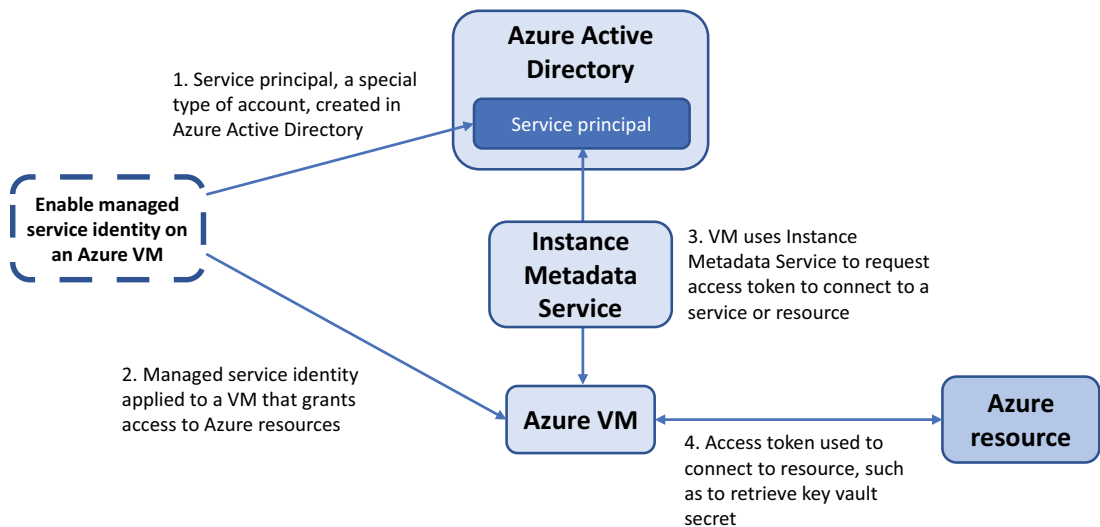 Azure Active
Directory
Service principal
1. Service principal, a special
type of account, created in
Azure Active Directory
Enable managed
service identity on
an Azure VM
Instance
Metadata
Service
3. VM uses Instance
Metadata Service to request
access token to connect to a
service or resource
2. Managed service identity
applied to a VM that grants
access to Azure resources
Azure VM
Azure
resource
4. Access token used to
connect to resource, such
as to retrieve key vault
secret